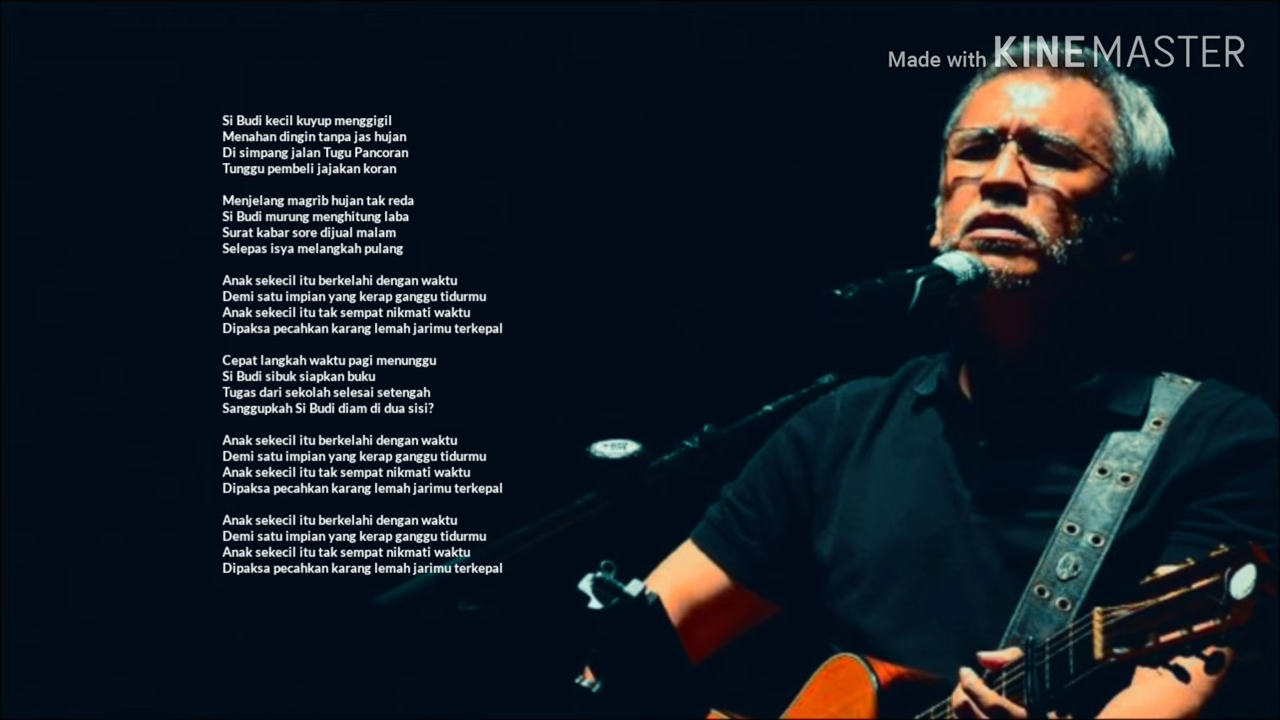 Made with KINEMASTER
Si Budi kecil kuyup menggigil
Menahan dingin tanpa jas hujan
Di simpang jalan Tugu Pancoran
Tunggu pembeli jajakan koran
Menjelang magrib hujan tak reda
Si Budi murung menghitung laba
Surat kabar sore dijual malam
Selepas isya melangkah pulang
Anak sekecil itu berkelahi dengan waktu
Demi satu impian yang kerap ganggu tidurmu
Anak sekecil itu tak sempat nikmati waktu
Dipaksa pecahkan karang lemah jarimu terkepal
Cepat langkah waktu pagi menunggu
Si Budi sibuk siapkan buku
Tugas dari sekolah selesai setengah
Sanggupkah Si Budi diam di dua sisi?
Anak sekecil itu berkelahi dengan waktu
Demi satu impian yang kerap ganggu tidurmu
Anak sekecil itu tak sempat nikmati waktu
Dipaksa pecahkan karang lemah jarimu terkepal
Anak sekecil itu berkelahi dengan waktu
Demi satu impian yang kerap ganggu tidurmu
Anak sekecil itu tak sempat nikmati waktu
Dipaksa pecahkan karang lemah jarimu terkepal